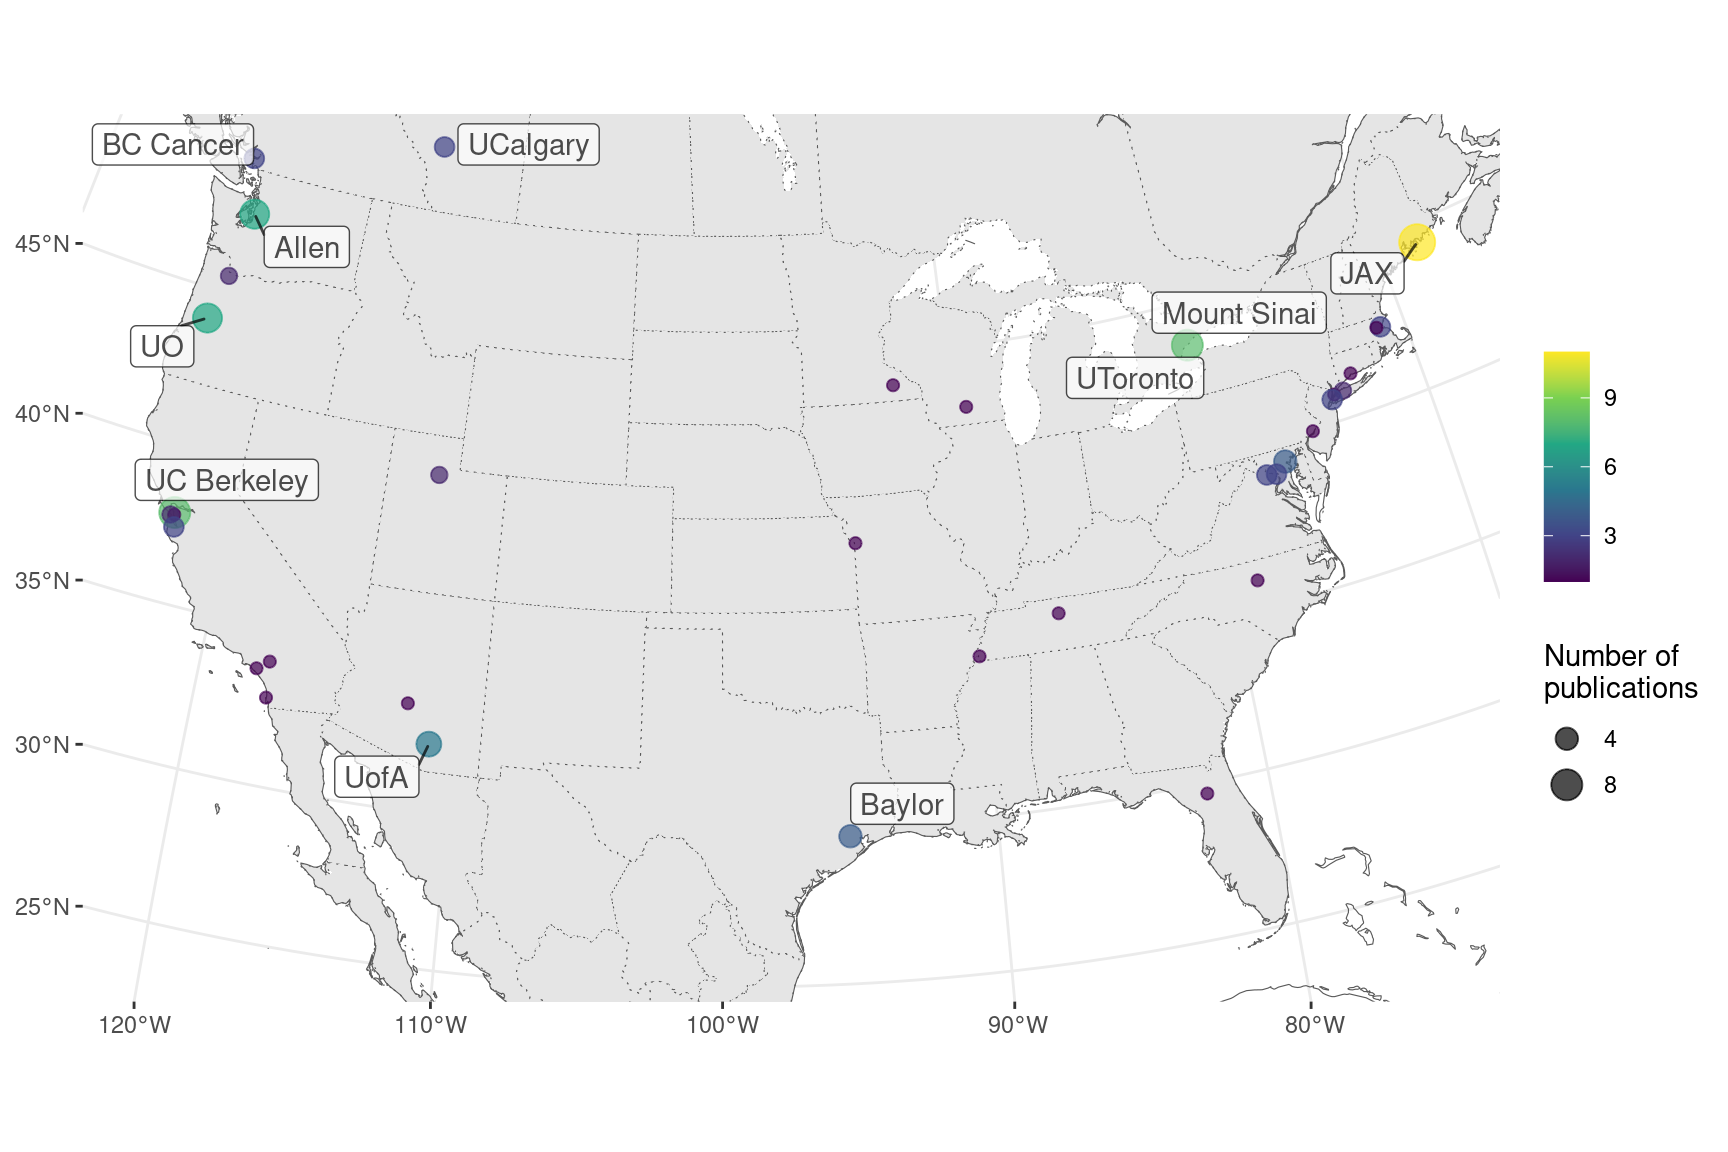 BC Cancer
UCalgary
Allen
45°N
JAX
Mount Sinai
UO
UToronto
9
40°N
6
UC Berkeley
3
35°N
Number of
publications
4
30°N
UofA
8
Baylor
25°N
120°W
110°W
100°W
90°W
80°W